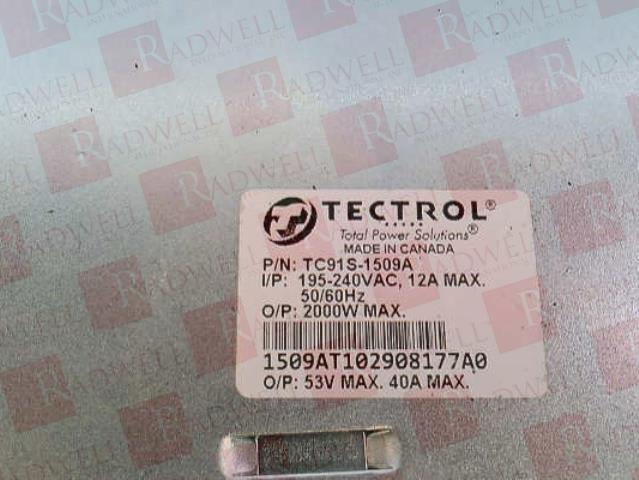 TECTROL®
Total Power Solutions®
MADE IN CANADA
P/N: TC91S-1509A
I/P: 195-240VAC, 12A MAX.
50/60Hz
O/P: 2000W MAX.
1509AT102908177A0
O/P: 53V MAX. 40A MAX.
RADWELL